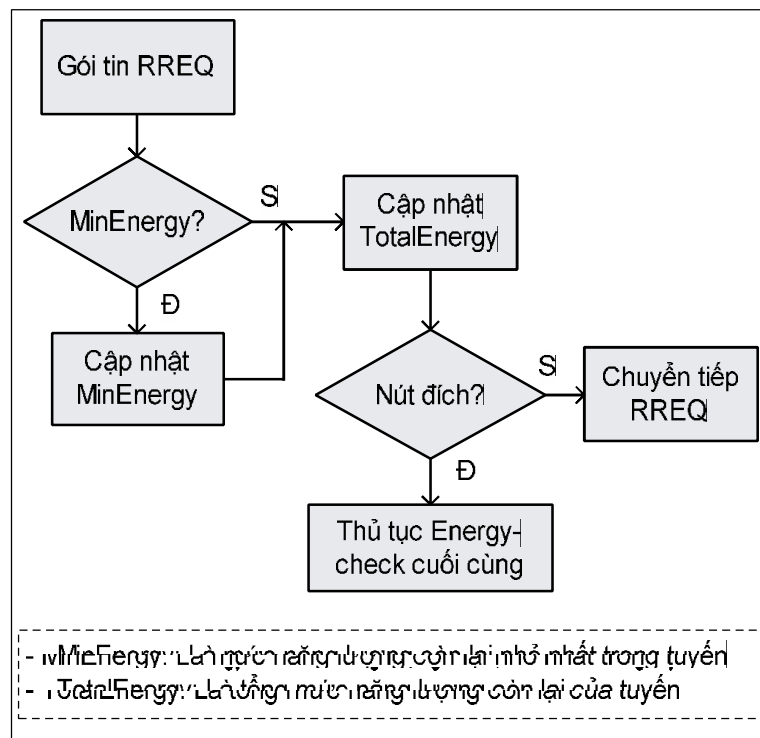 Gói tin RREQ
MinEnergy?
S
Cập nhật
TotalEnergy
Đ
Cập nhật
MinEnergy
Nút đích?
S
Chuyển tiếp
RREQ
Đ
Thủ tục Energy-
check cuối cùng
- MinEnergy: Là mức năng lượng còn lại nhỏ nhất trong tuyến
- TotalEnergy: Là tổng mức năng lượng còn lại của tuyến